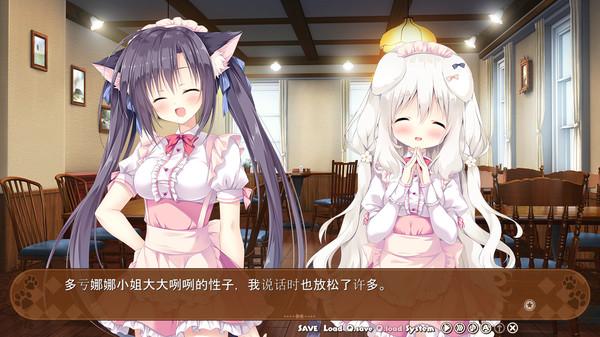 多亏娜娜小姐大大咧咧的性子，我说话时也放松了许多。
SAVE Load Q.save Q.load System